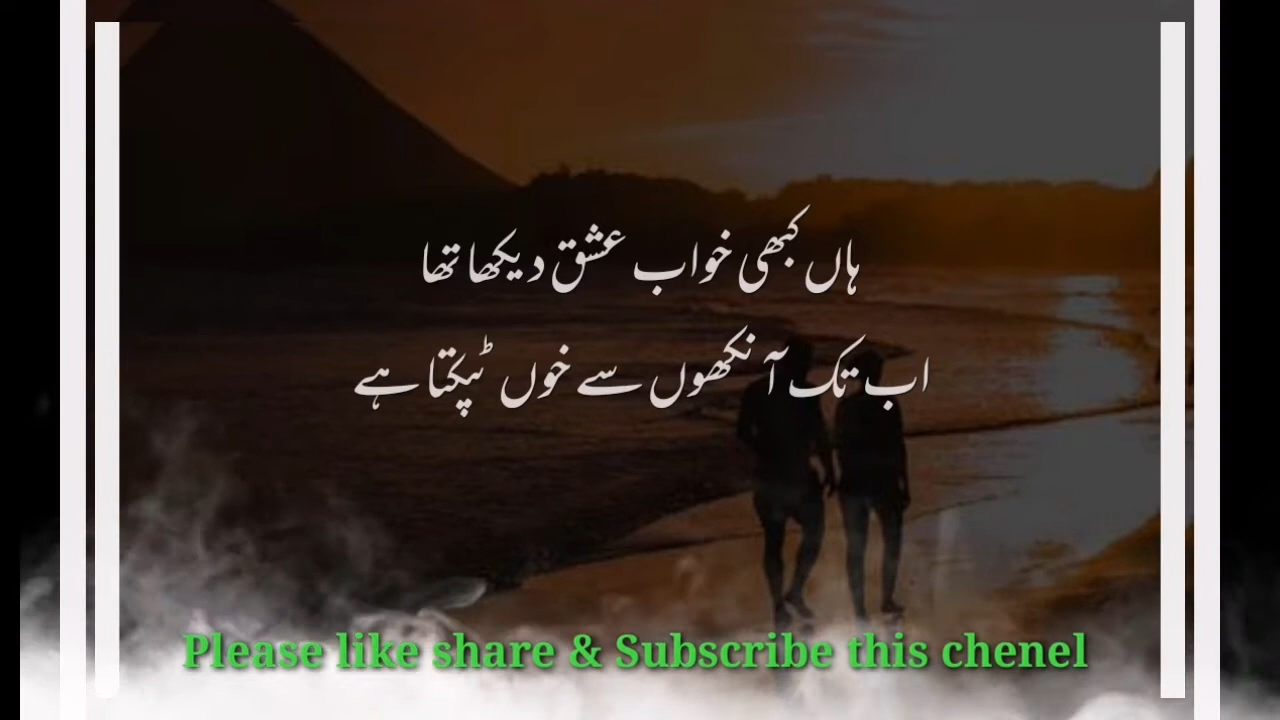 ہاں کبھی خواب عشق دیکھا تھا
اب تک آنکھوں سے خوں ٹپکتا ہے
Please like share & Subscribe this chenel